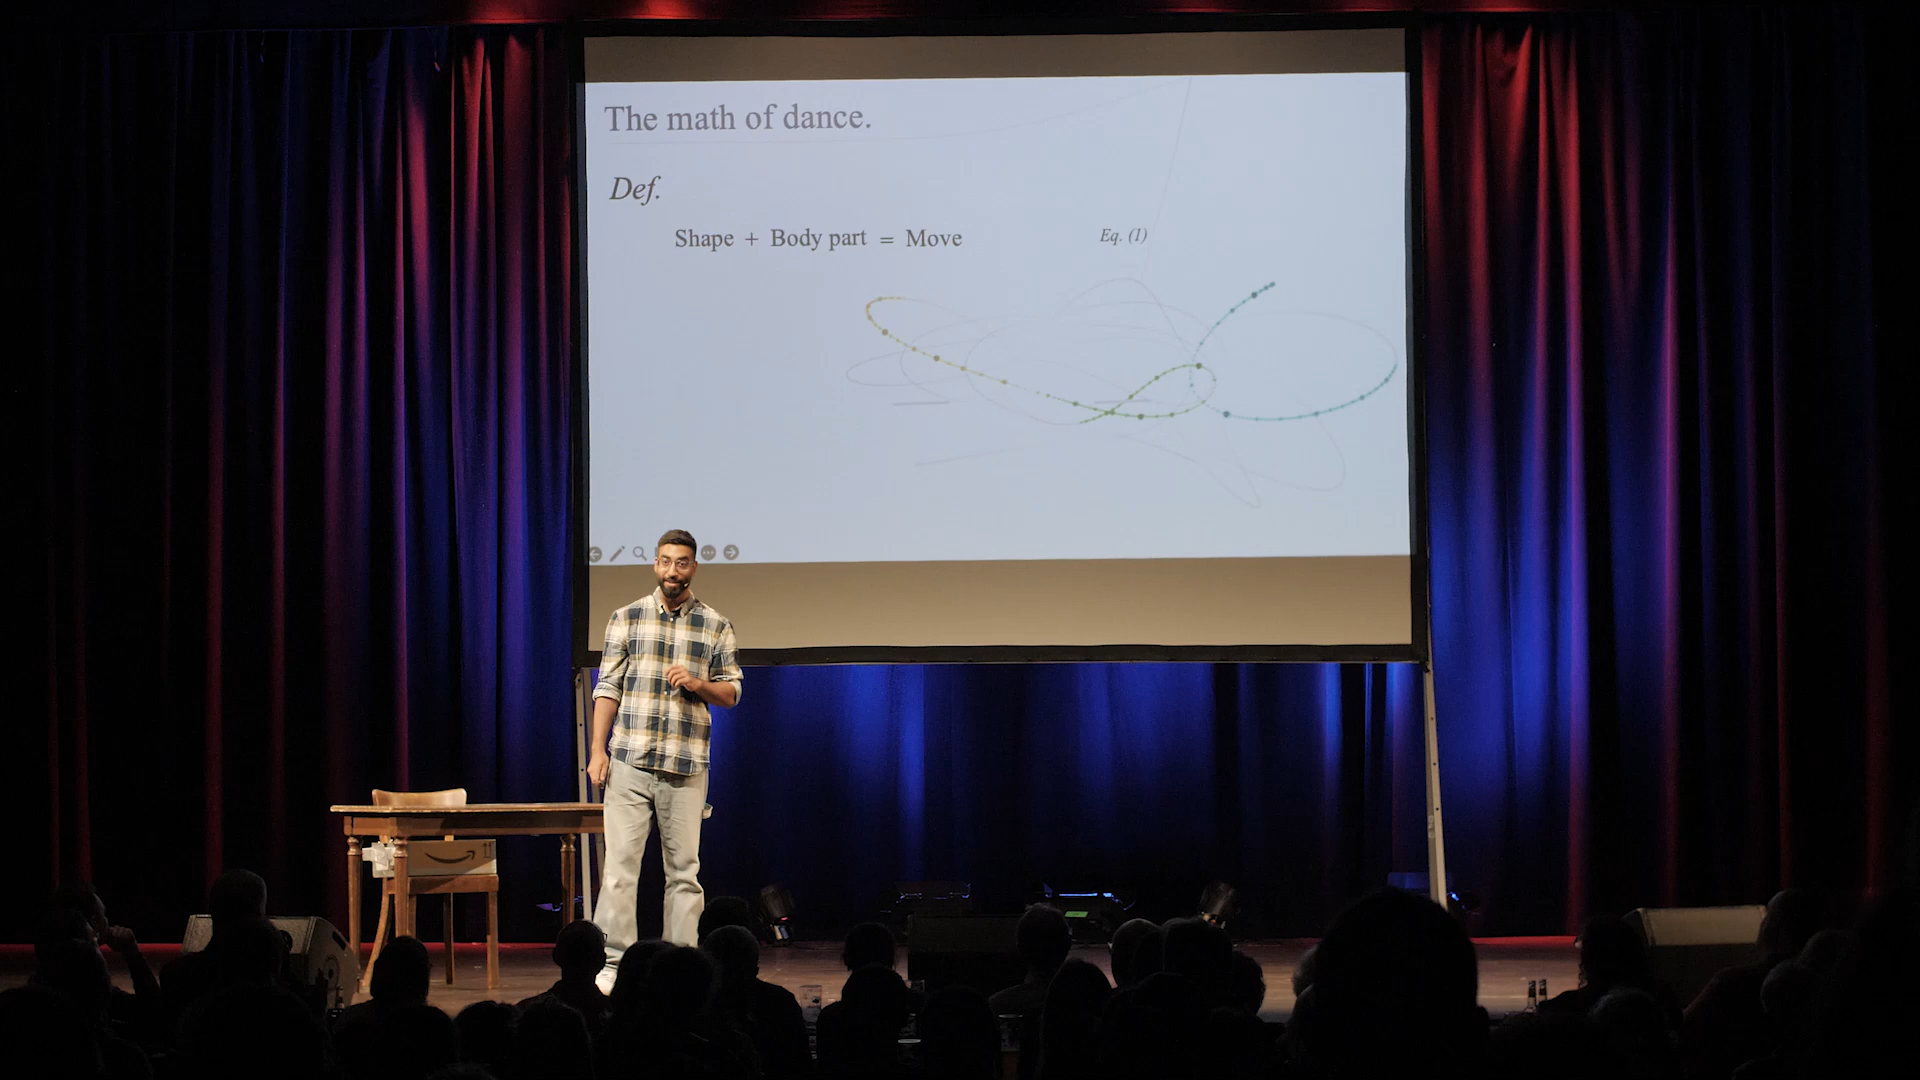 The math of dance.
Def.
Shape + Body part = Move
Eq. (1)